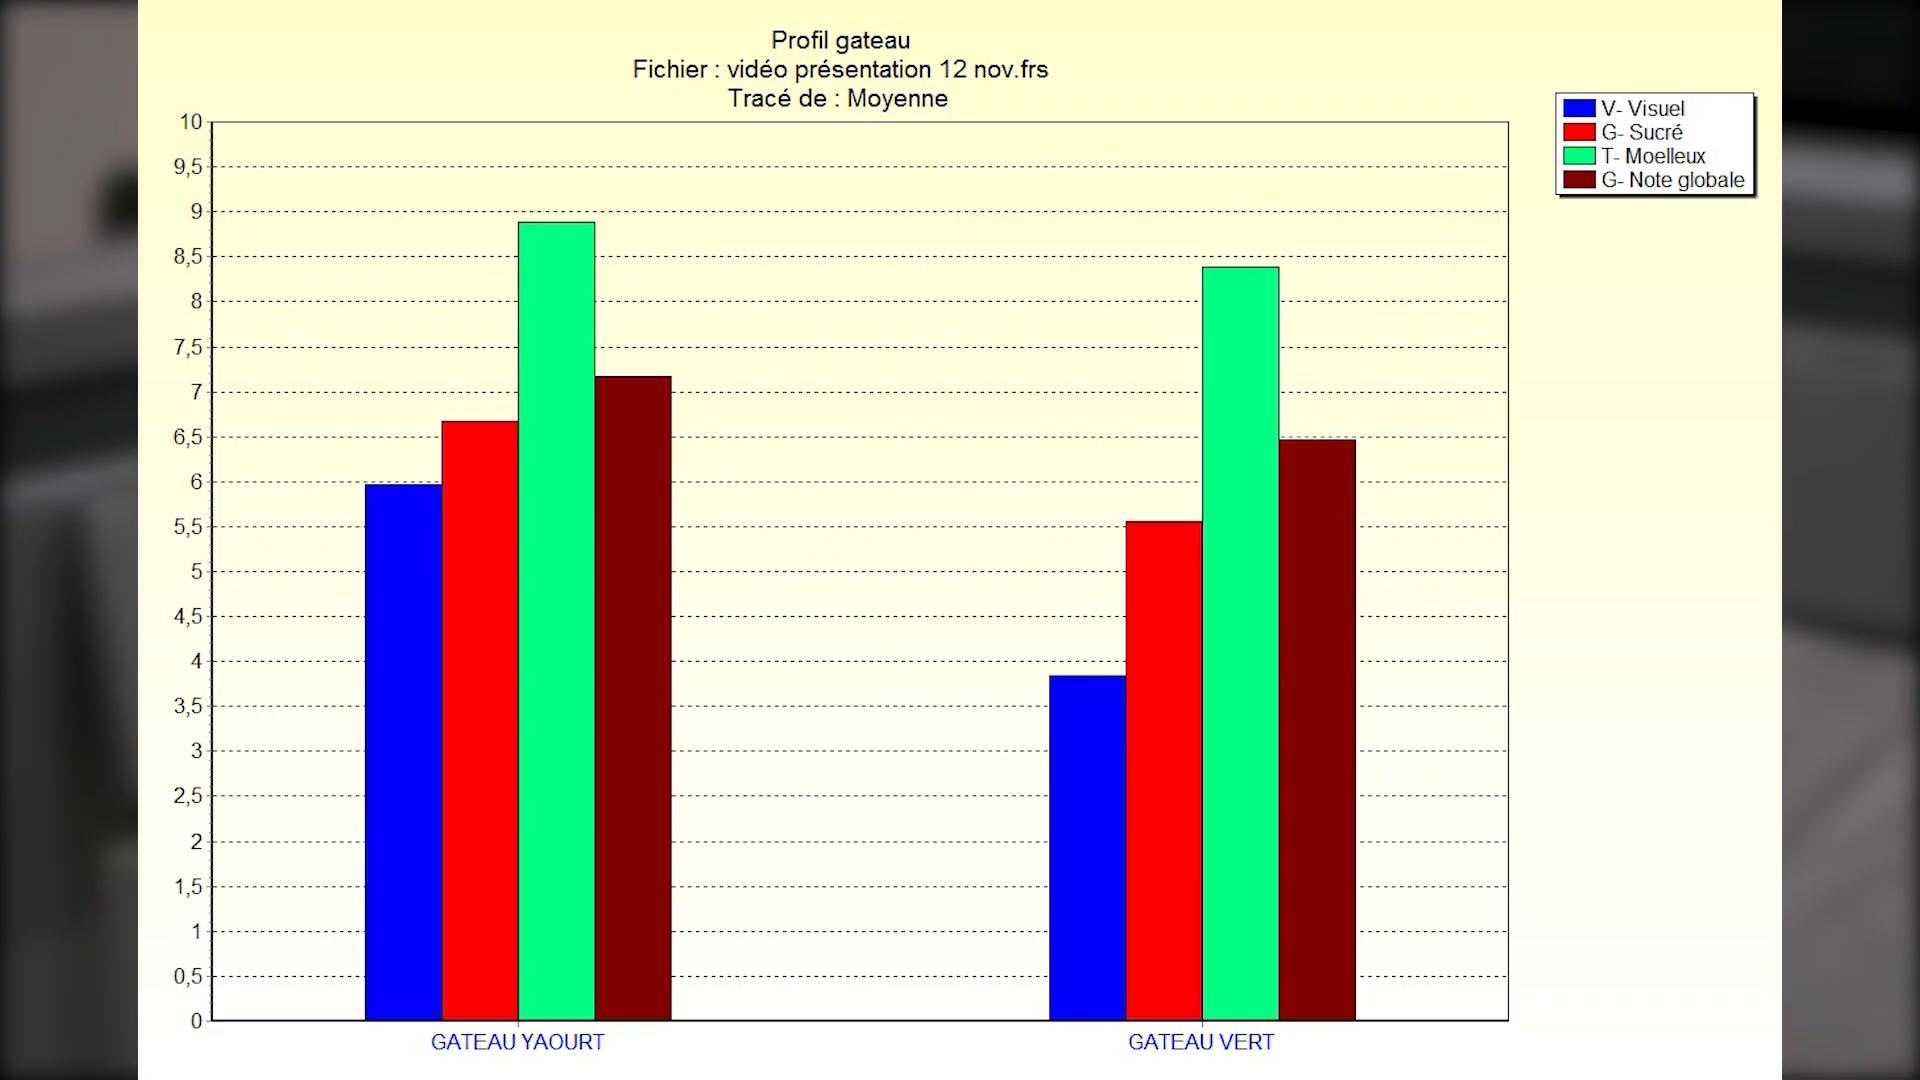 Profil gateau
Fichier : vidéo présentation 12 nov.frs
Tracé de : Moyenne
V- Visuel
G- Sucré
T- Moelleux
G- Note globale
10
9,5
9
8,5
8
7,5
7
6,5
6
5,5
5
4,5
4
3,5
3
2,5
2
1,5
1
0,5
0
GATEAU YAOURT
GATEAU VERT